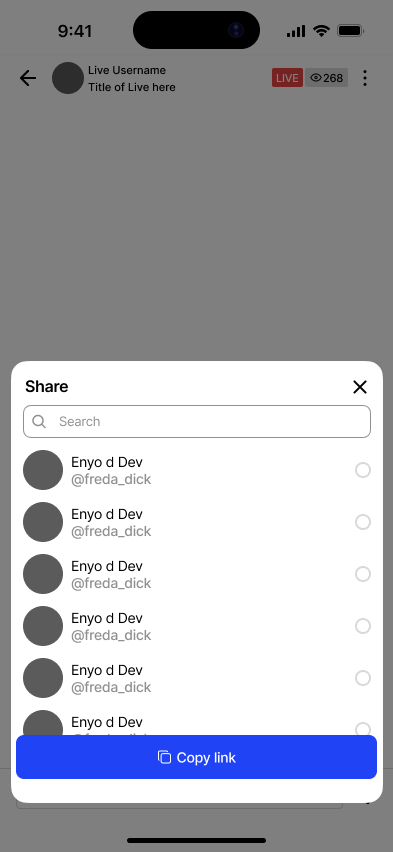 9:41
Live Username
Title of Live here
LIVE
268
Share
Search
Enyo d Dev
@freda_dick
Enyo d Dev
@freda_dick
Enyo d Dev
@freda_dick
Enyo d Dev
@freda_dick
Enyo d Dev
@freda_dick
Enyo d Dev
Copy link